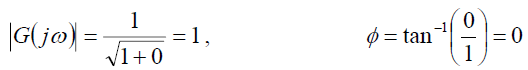 |G(jω)| = 1/√(1+0) = 1 , ϕ = tan⁻¹(0/1) = 0